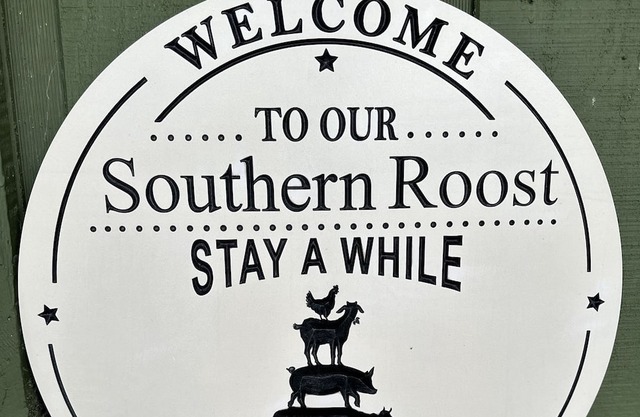 WELCOME
TO OUR
Southern Roost
STAY A WHILE